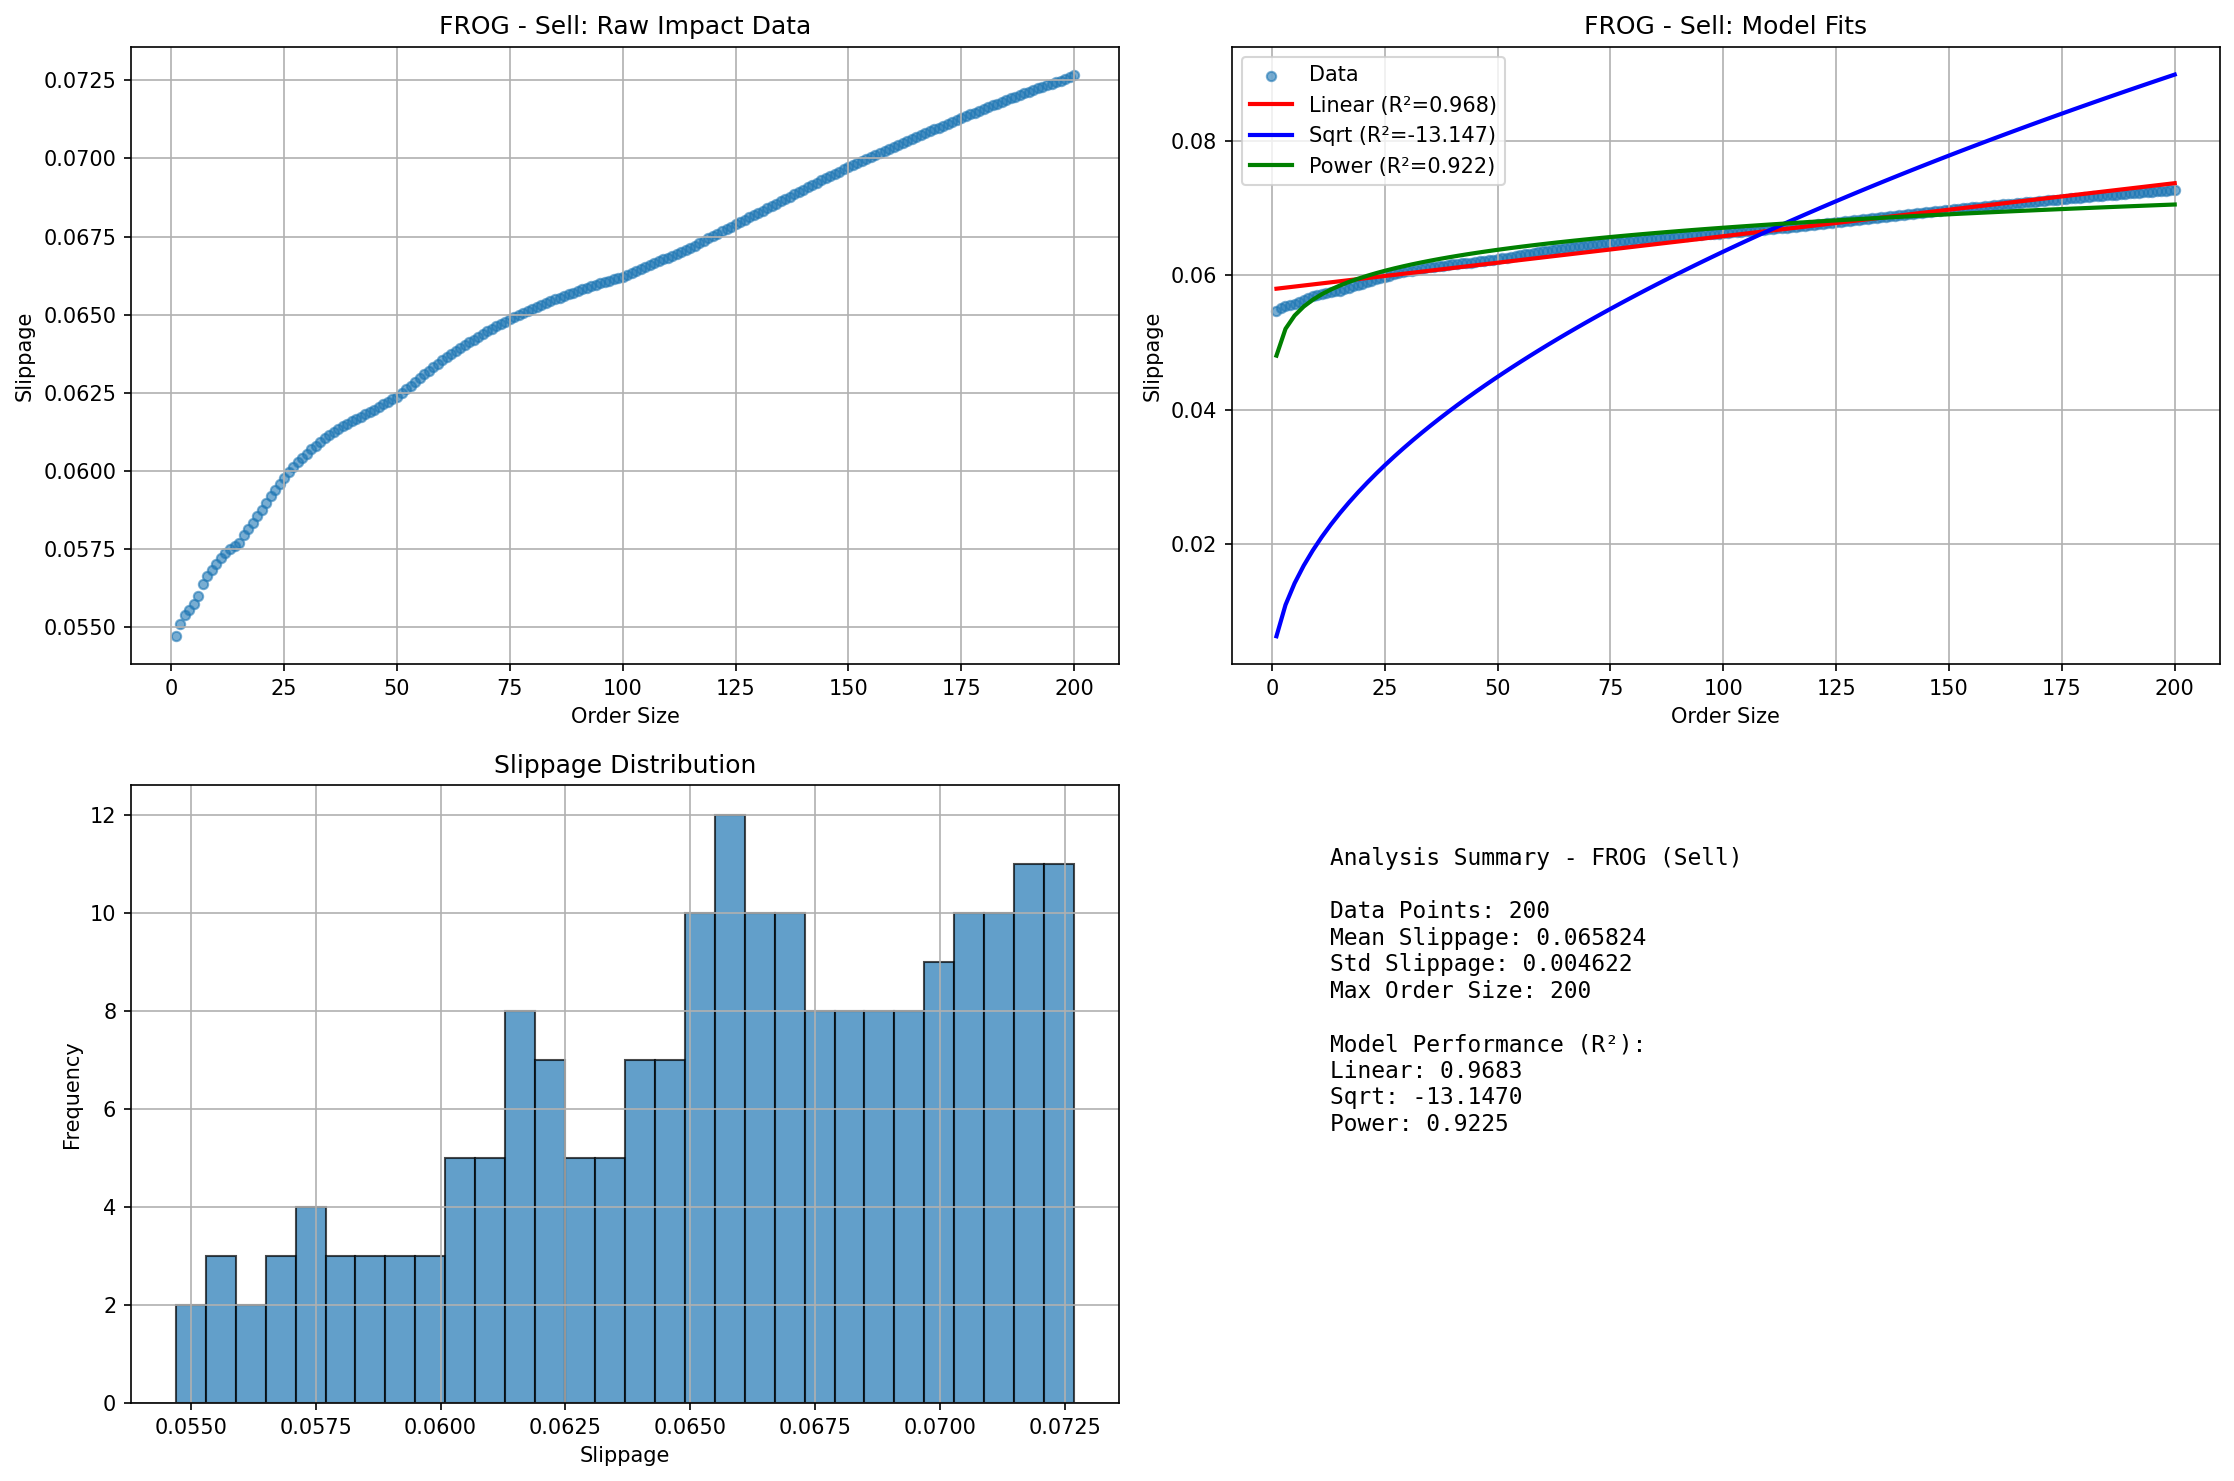 FROG - Sell: Raw Impact Data
0.0725
0.0700
0.0675
0.0650
0.0625
0.0600
0.0575
0.0550
Slippage
0 25 50 75 100 125 150 175 200
Order Size
FROG - Sell: Model Fits
Data
Linear (R²=0.968)
Sqrt (R²=-13.147)
Power (R²=0.922)
0.08
0.06
0.04
0.02
Slippage
0 25 50 75 100 125 150 175 200
Order Size
Slippage Distribution
12
10
8
6
4
2
0
Frequency
0.0550 0.0575 0.0600 0.0625 0.0650 0.0675 0.0700 0.0725
Slippage
Analysis Summary - FROG (Sell)
Data Points: 200
Mean Slippage: 0.065824
Std Slippage: 0.004622
Max Order Size: 200
Model Performance (R²):
Linear: 0.9683
Sqrt: -13.1470
Power: 0.9225